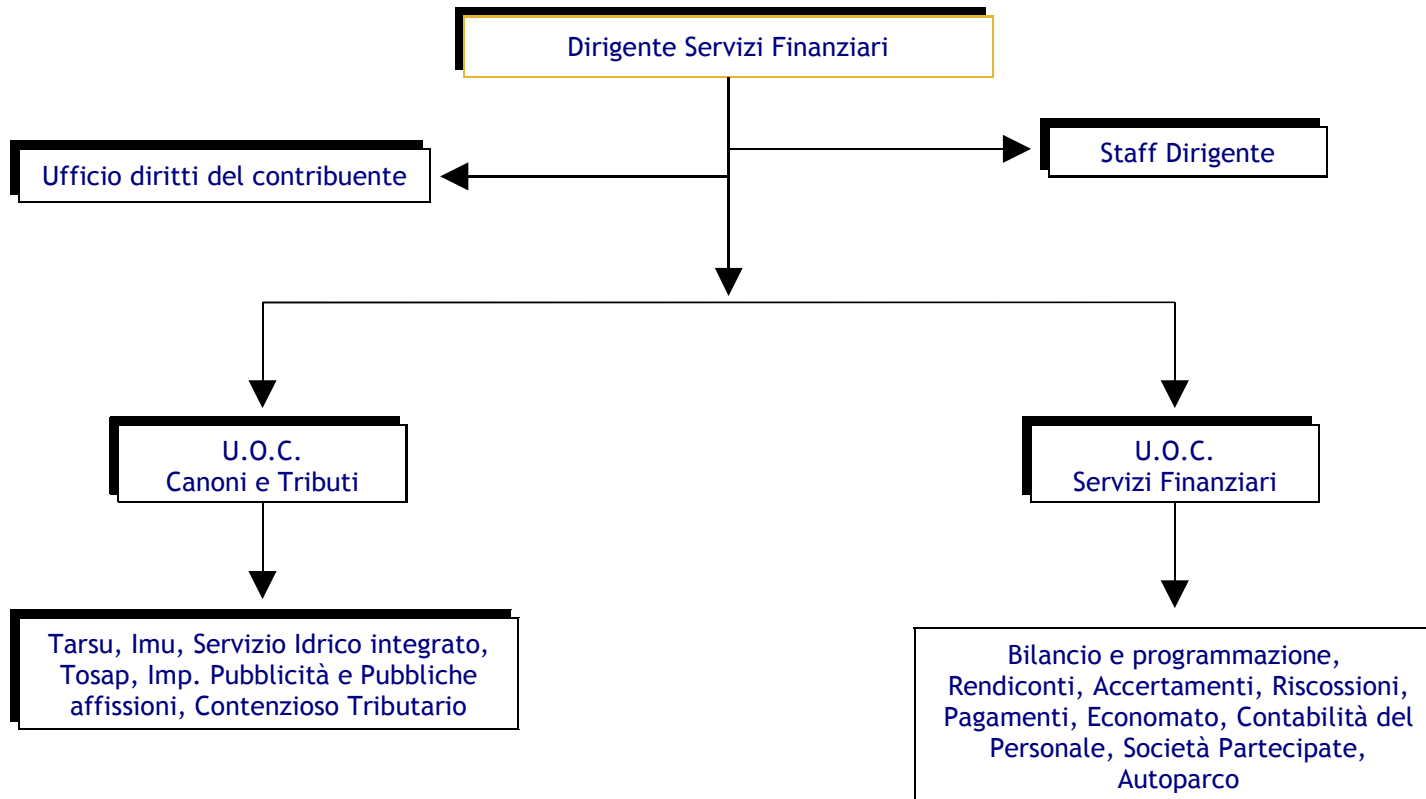 Dirigente Servizi Finanziari
Staff Dirigente
Ufficio diritti del contribuente
U.O.C.
Canoni e Tributi
U.O.C.
Servizi Finanziari
Tarsu, Imu, Servizio Idrico integrato,
Tosap, Imp. Pubblicità e Pubbliche
affissioni, Contenzioso Tributario
Bilancio e programmazione,
Rendiconti, Accertamenti, Riscossioni,
Pagamenti, Economato, Contabilità del
Personale, Società Partecipate,
Autoparco